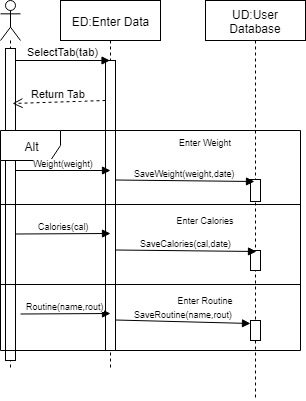 ED:Enter Data
UD:User
Database
SelectTab(tab)
Return Tab
Alt
Enter Weight
Weight(weight)
SaveWeight(weight,date)
Enter Calories
Calories(cal)
SaveCalories(cal,date)
Enter Routine
Routine(name,rout)
SaveRoutine(name,rout)